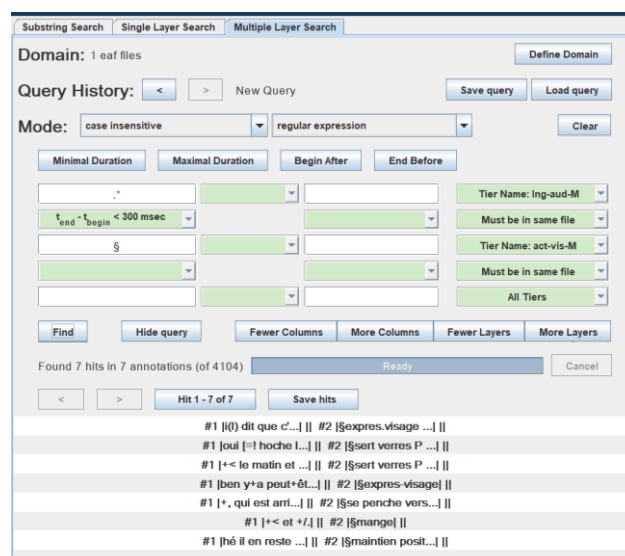 Substring Search Single Layer Search Multiple Layer Search
Domain: 1 eaf files Define Domain
Query History: < > New Query Save query Load query
Mode: case insensitive regular expression Clear
Minimal Duration Maximal Duration Begin After End Before
.* Tier Name: lng-aud-M
t end - t begin < 300 msec Must be in same file
§ Tier Name: act-vis-M
Must be in same file
All Tiers
Find Hide query Fewer Columns More Columns Fewer Layers More Layers
Found 7 hits in 7 annotations (of 4104) Ready Cancel
< > Hit 1 - 7 of 7 Save hits
#1 |i(l) dit que c'...| || #2 |§expres.visage ...| ||
#1 |oui [=! hoche l...| || #2 |§sert verres P ...| ||
#1 |+< le matin et ...| || #2 |§sert verres P ...| ||
#1 |ben y+a peut+êt...| || #2 |§expres-visage| ||
#1 |+, qui est arri...| || #2 |§se penche vers...| ||
#1 |+< et +/.| || #2 |§mange| ||
#1 |hé il en reste ...| || #2 |§maintien posit...| ||